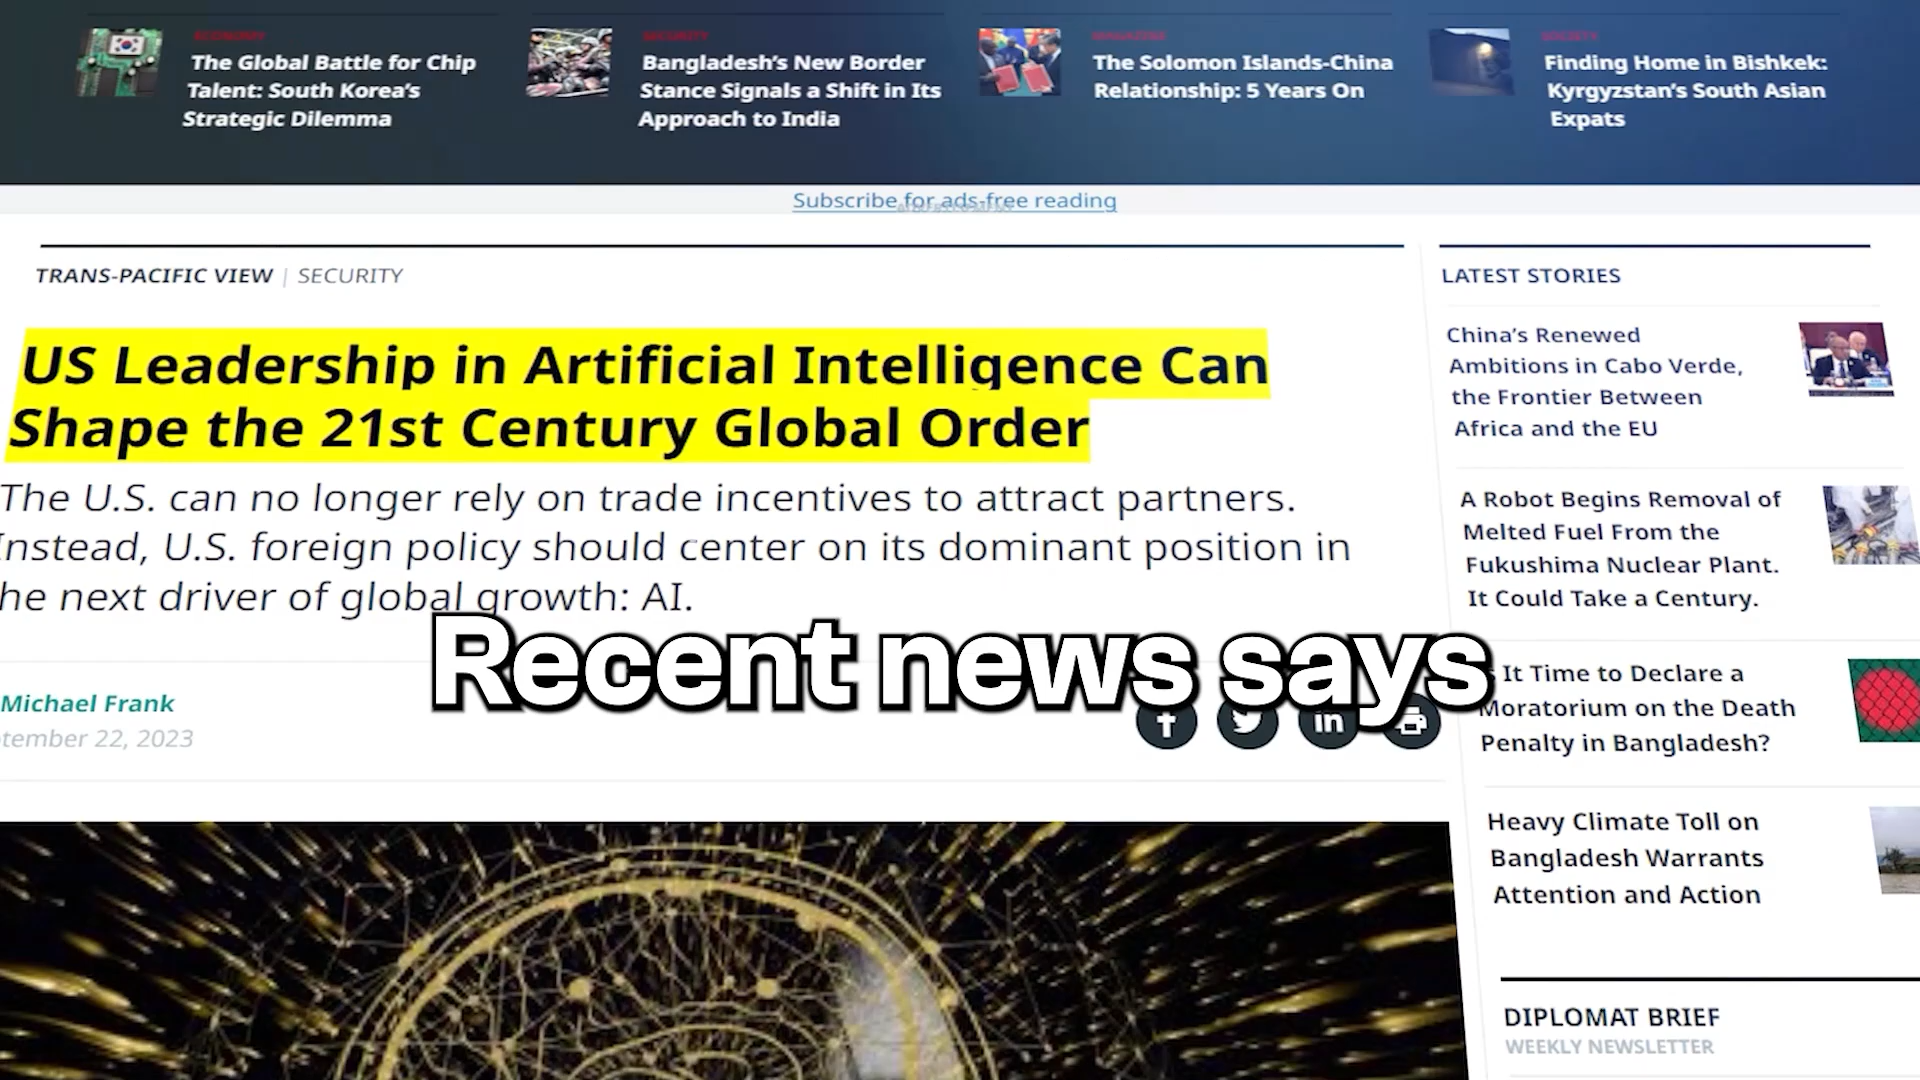 ECONOMY
The Global Battle for Chip
Talent: South Korea's
Strategic Dilemma
SECURITY
Bangladesh's New Border
Stance Signals a Shift in Its
Approach to India
MAGAZINE
The Solomon Islands-China
Relationship: 5 Years On
SOCIETY
Finding Home in Bishkek:
Kyrgyzstan's South Asian
Expats
Subscribe for ads-free reading
ADVERTISEMENT
TRANS-PACIFIC VIEW | SECURITY
US Leadership in Artificial Intelligence Can
Shape the 21st Century Global Order
The U.S. can no longer rely on trade incentives to attract partners.
Instead, U.S. foreign policy should center on its dominant position in
he next driver of global growth: AI.
Michael Frank
tember 22, 2023
Recent news says
LATEST STORIES
China's Renewed
Ambitions in Cabo Verde,
the Frontier Between
Africa and the EU
A Robot Begins Removal of
Melted Fuel From the
Fukushima Nuclear Plant.
It Could Take a Century.
s It Time to Declare a
Moratorium on the Death
Penalty in Bangladesh?
Heavy Climate Toll on
Bangladesh Warrants
Attention and Action
DIPLOMAT BRIEF
WEEKLY NEWSLETTER